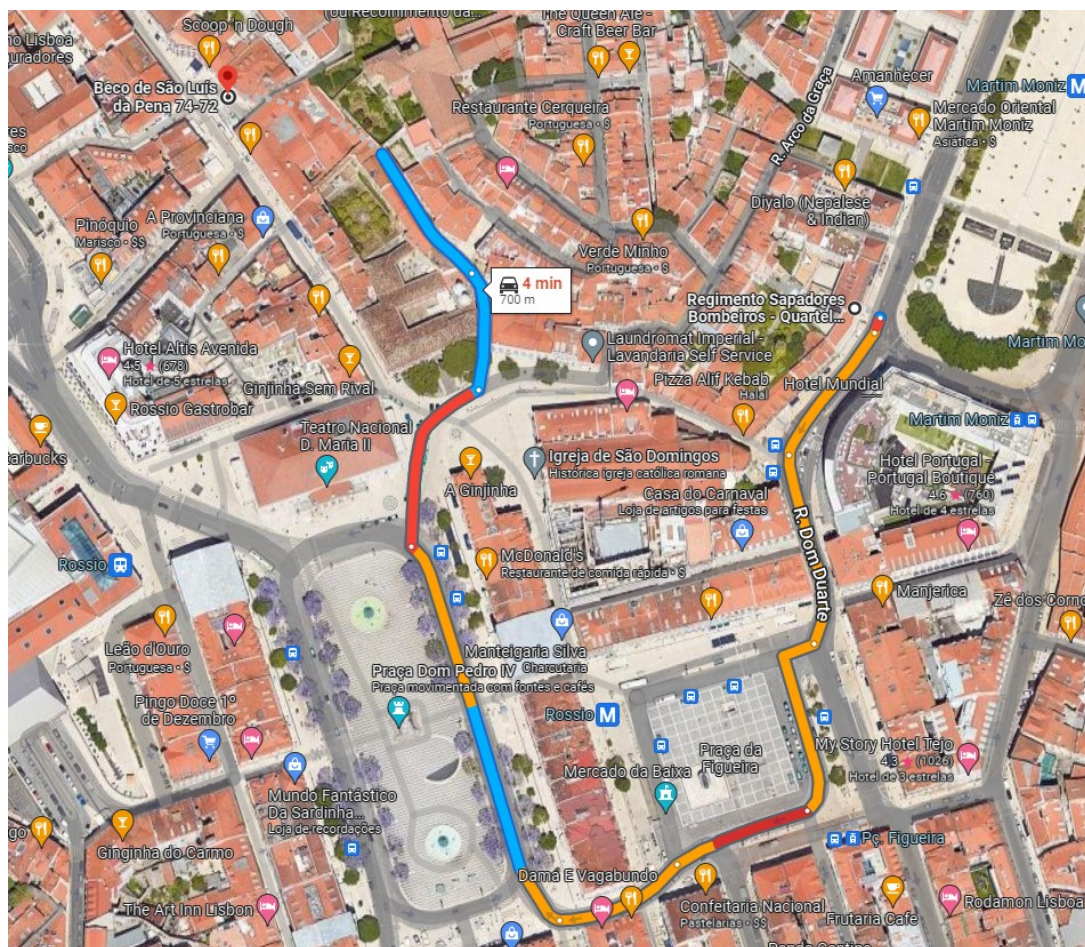 (ou Recolhimento da...
The Queen Ale -
Craft Beer Bar
Scoop 'n Dough
Beco de São Luís
da Pena 74-72
Restaurante Cerqueira
Portuguesa • $
R. Arco da Graça
Amanhecer
Martim Moniz
Mercado Oriental
Martim Moniz
Asiática • $
Diyalo (Nepalese
& Indian)
A Provinciana
Portuguesa • $
Pinóquio
Marisco • $$
Verde Minho
Portuguesa • $
4 min
700 m
Regimento Sapadores
Bombeiros - Quartel...
Laundromat Imperial -
Lavandaria Self Service
Hotel Altis Avenida
4.5 ★ (678)
Hotel de 5 estrelas
Ginjinha Sem Rival
Rossio Gastrobar
Pizza Alif Kebab
Halal
Hotel Mundial
Martim Moniz
Teatro Nacional
D. Maria II
A Ginjinha
Igreja de São Domingos
Histórica igreja católica romana
Casa do Carnaval
Loja de artigos para festas
Hotel Portugal
Portugal Boutique
4.6 ★ (760)
Hotel de 4 estrelas
R. Dom Duarte
Rossio
McDonald's
Restaurante de comida rápida • $
Manjerica
Leão d'Ouro
Portuguesa • $
Manteigaria Silva
Charcutaria
Praça Dom Pedro IV
Praça movimentada com fontes e cafés
Pingo Doce 1º
de Dezembro
Rossio
M
Praça da
Figueira
My Story Hotel Tejo
4.3 ★ (1026)
Hotel de 3 estrelas
Mercado da Baixa
Mundo Fantástico
Da Sardinha...
Loja de recordações
Ginginha do Carmo
Pç. Figueira
Dama E Vagabundo
Confeitaria Nacional
Pastelarias • $$
The Art Inn Lisbon
Frutaria Cafe
Rodamon Lisboa